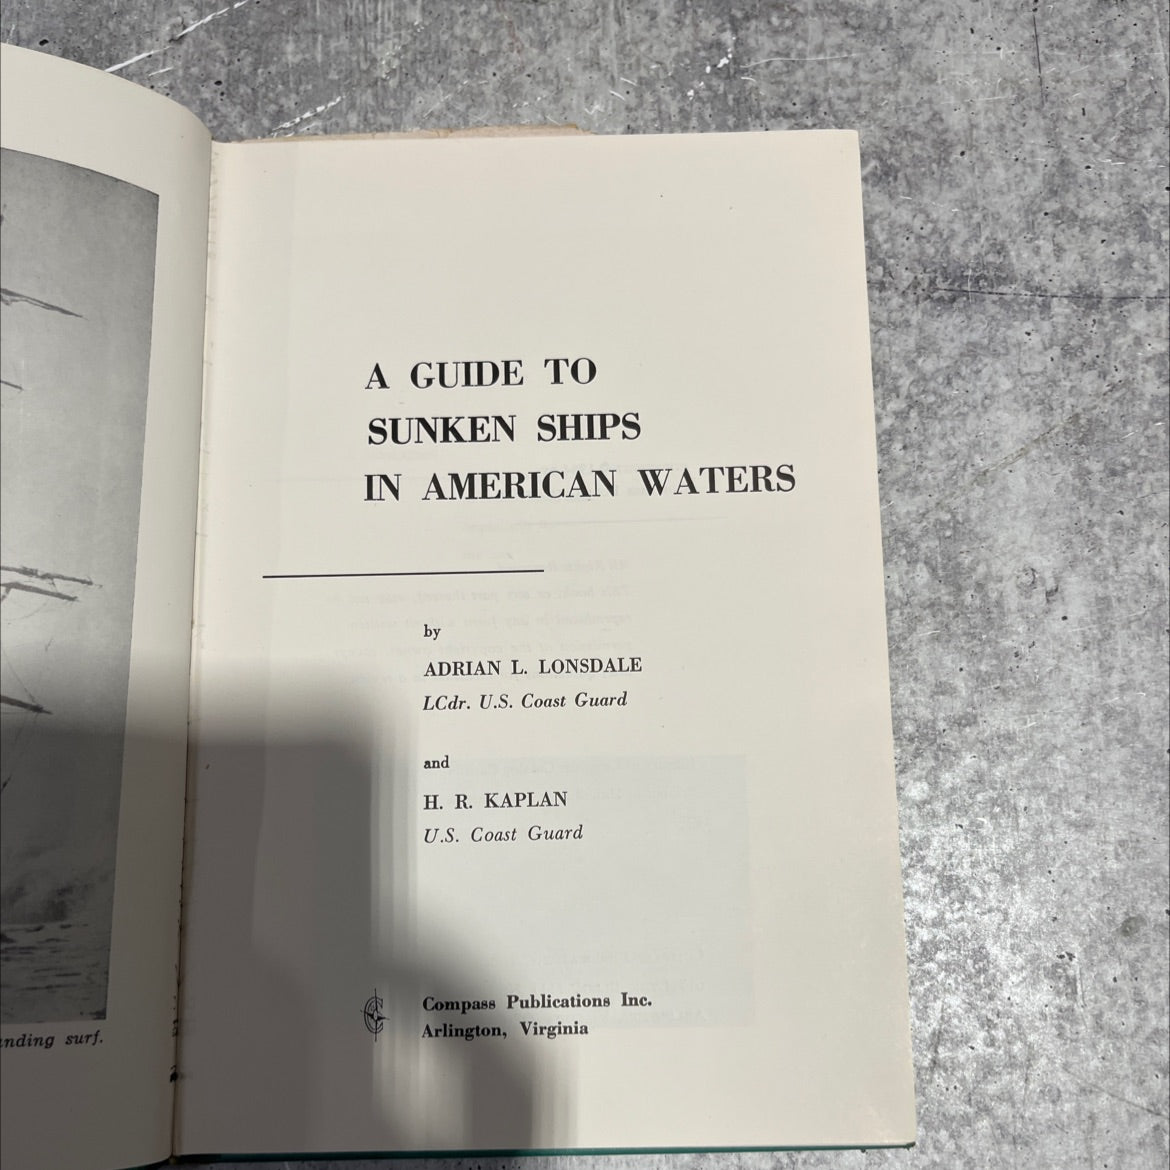 A GUIDE TO
SUNKEN SHIPS
IN AMERICAN WATERS
by
ADRIAN L. LONSDALE
LCdr. U.S. Coast Guard
and
H. R. KAPLAN
U.S. Coast Guard
Compass Publications Inc.
Arlington, Virginia
surf.